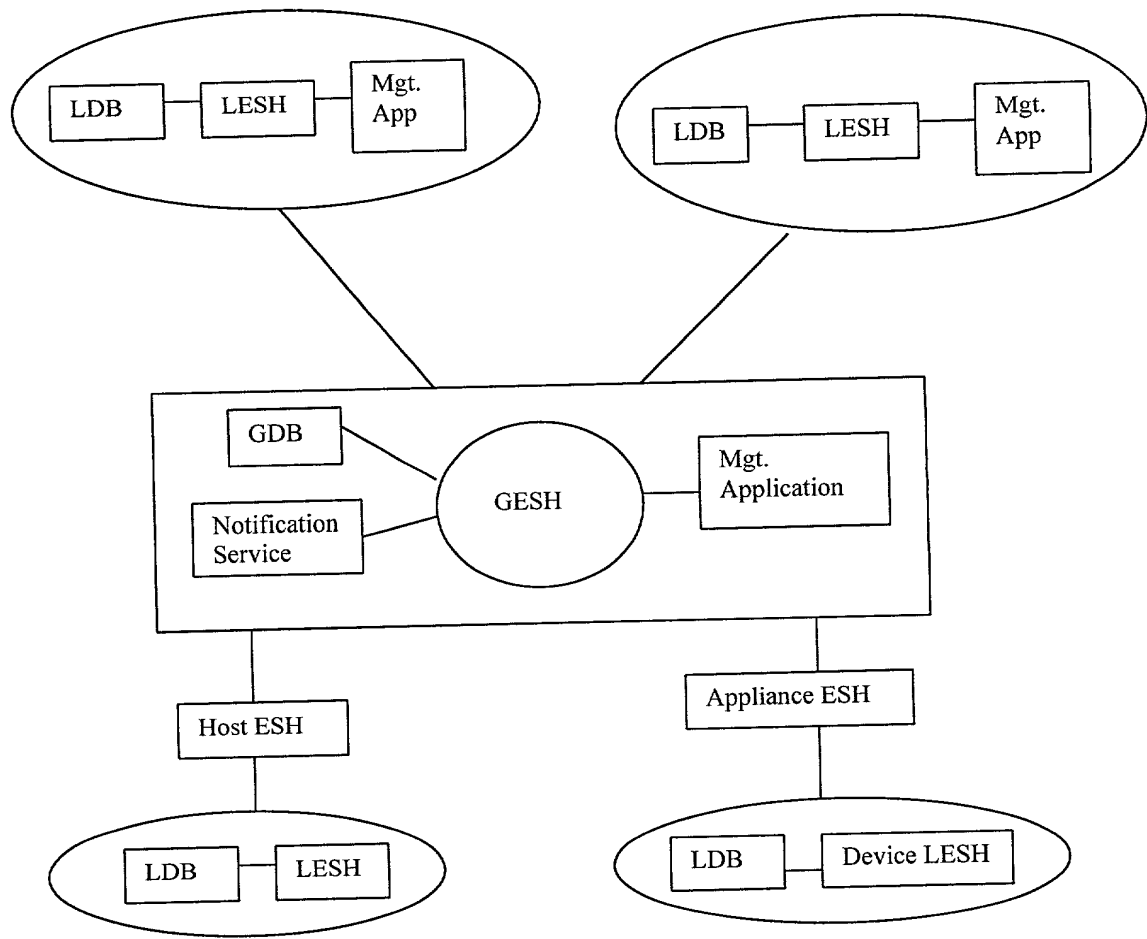 LDB
LESH
Mgt.
App
LDB
LESH
Mgt.
App
GDB
Notification
Service
GESH
Mgt.
Application
Host ESH
Appliance ESH
LDB
LESH
LDB
Device LESH